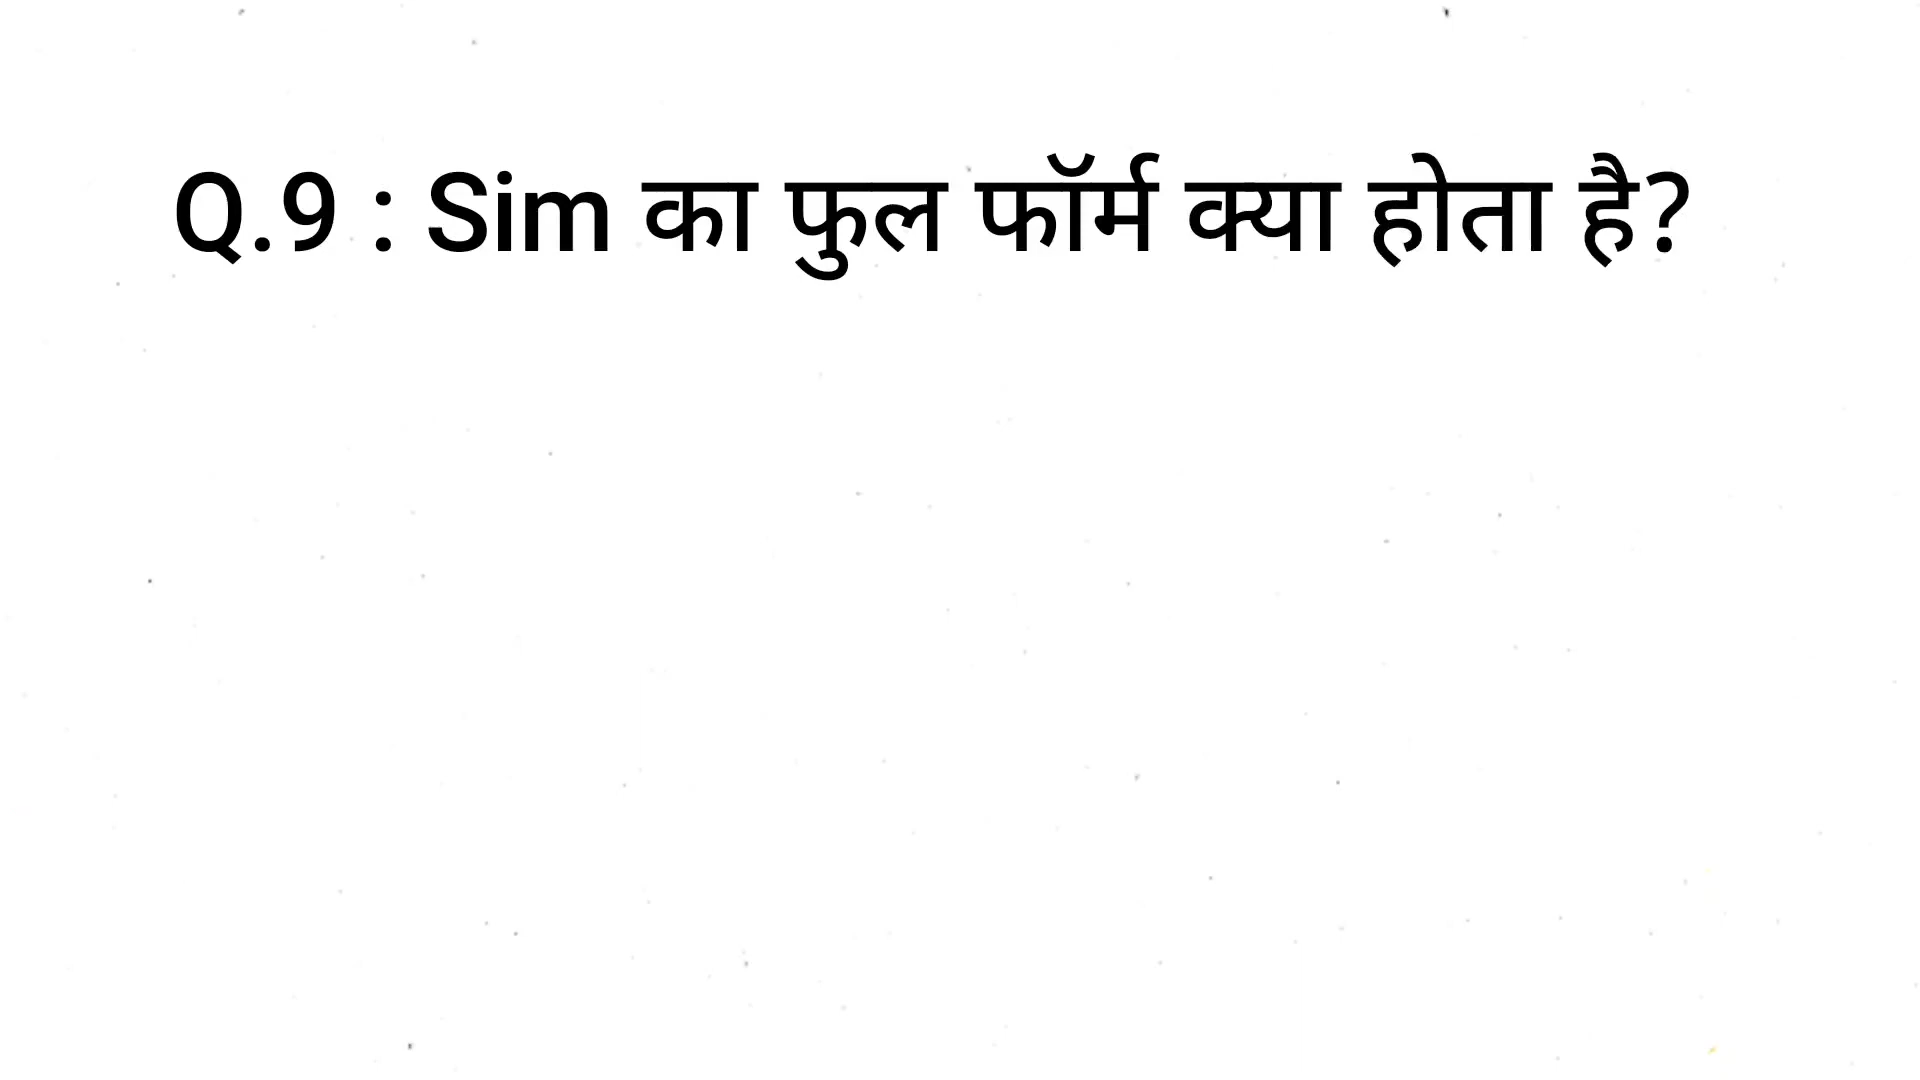 Q.9 : Sim का फुल फॉर्म क्या होता है?